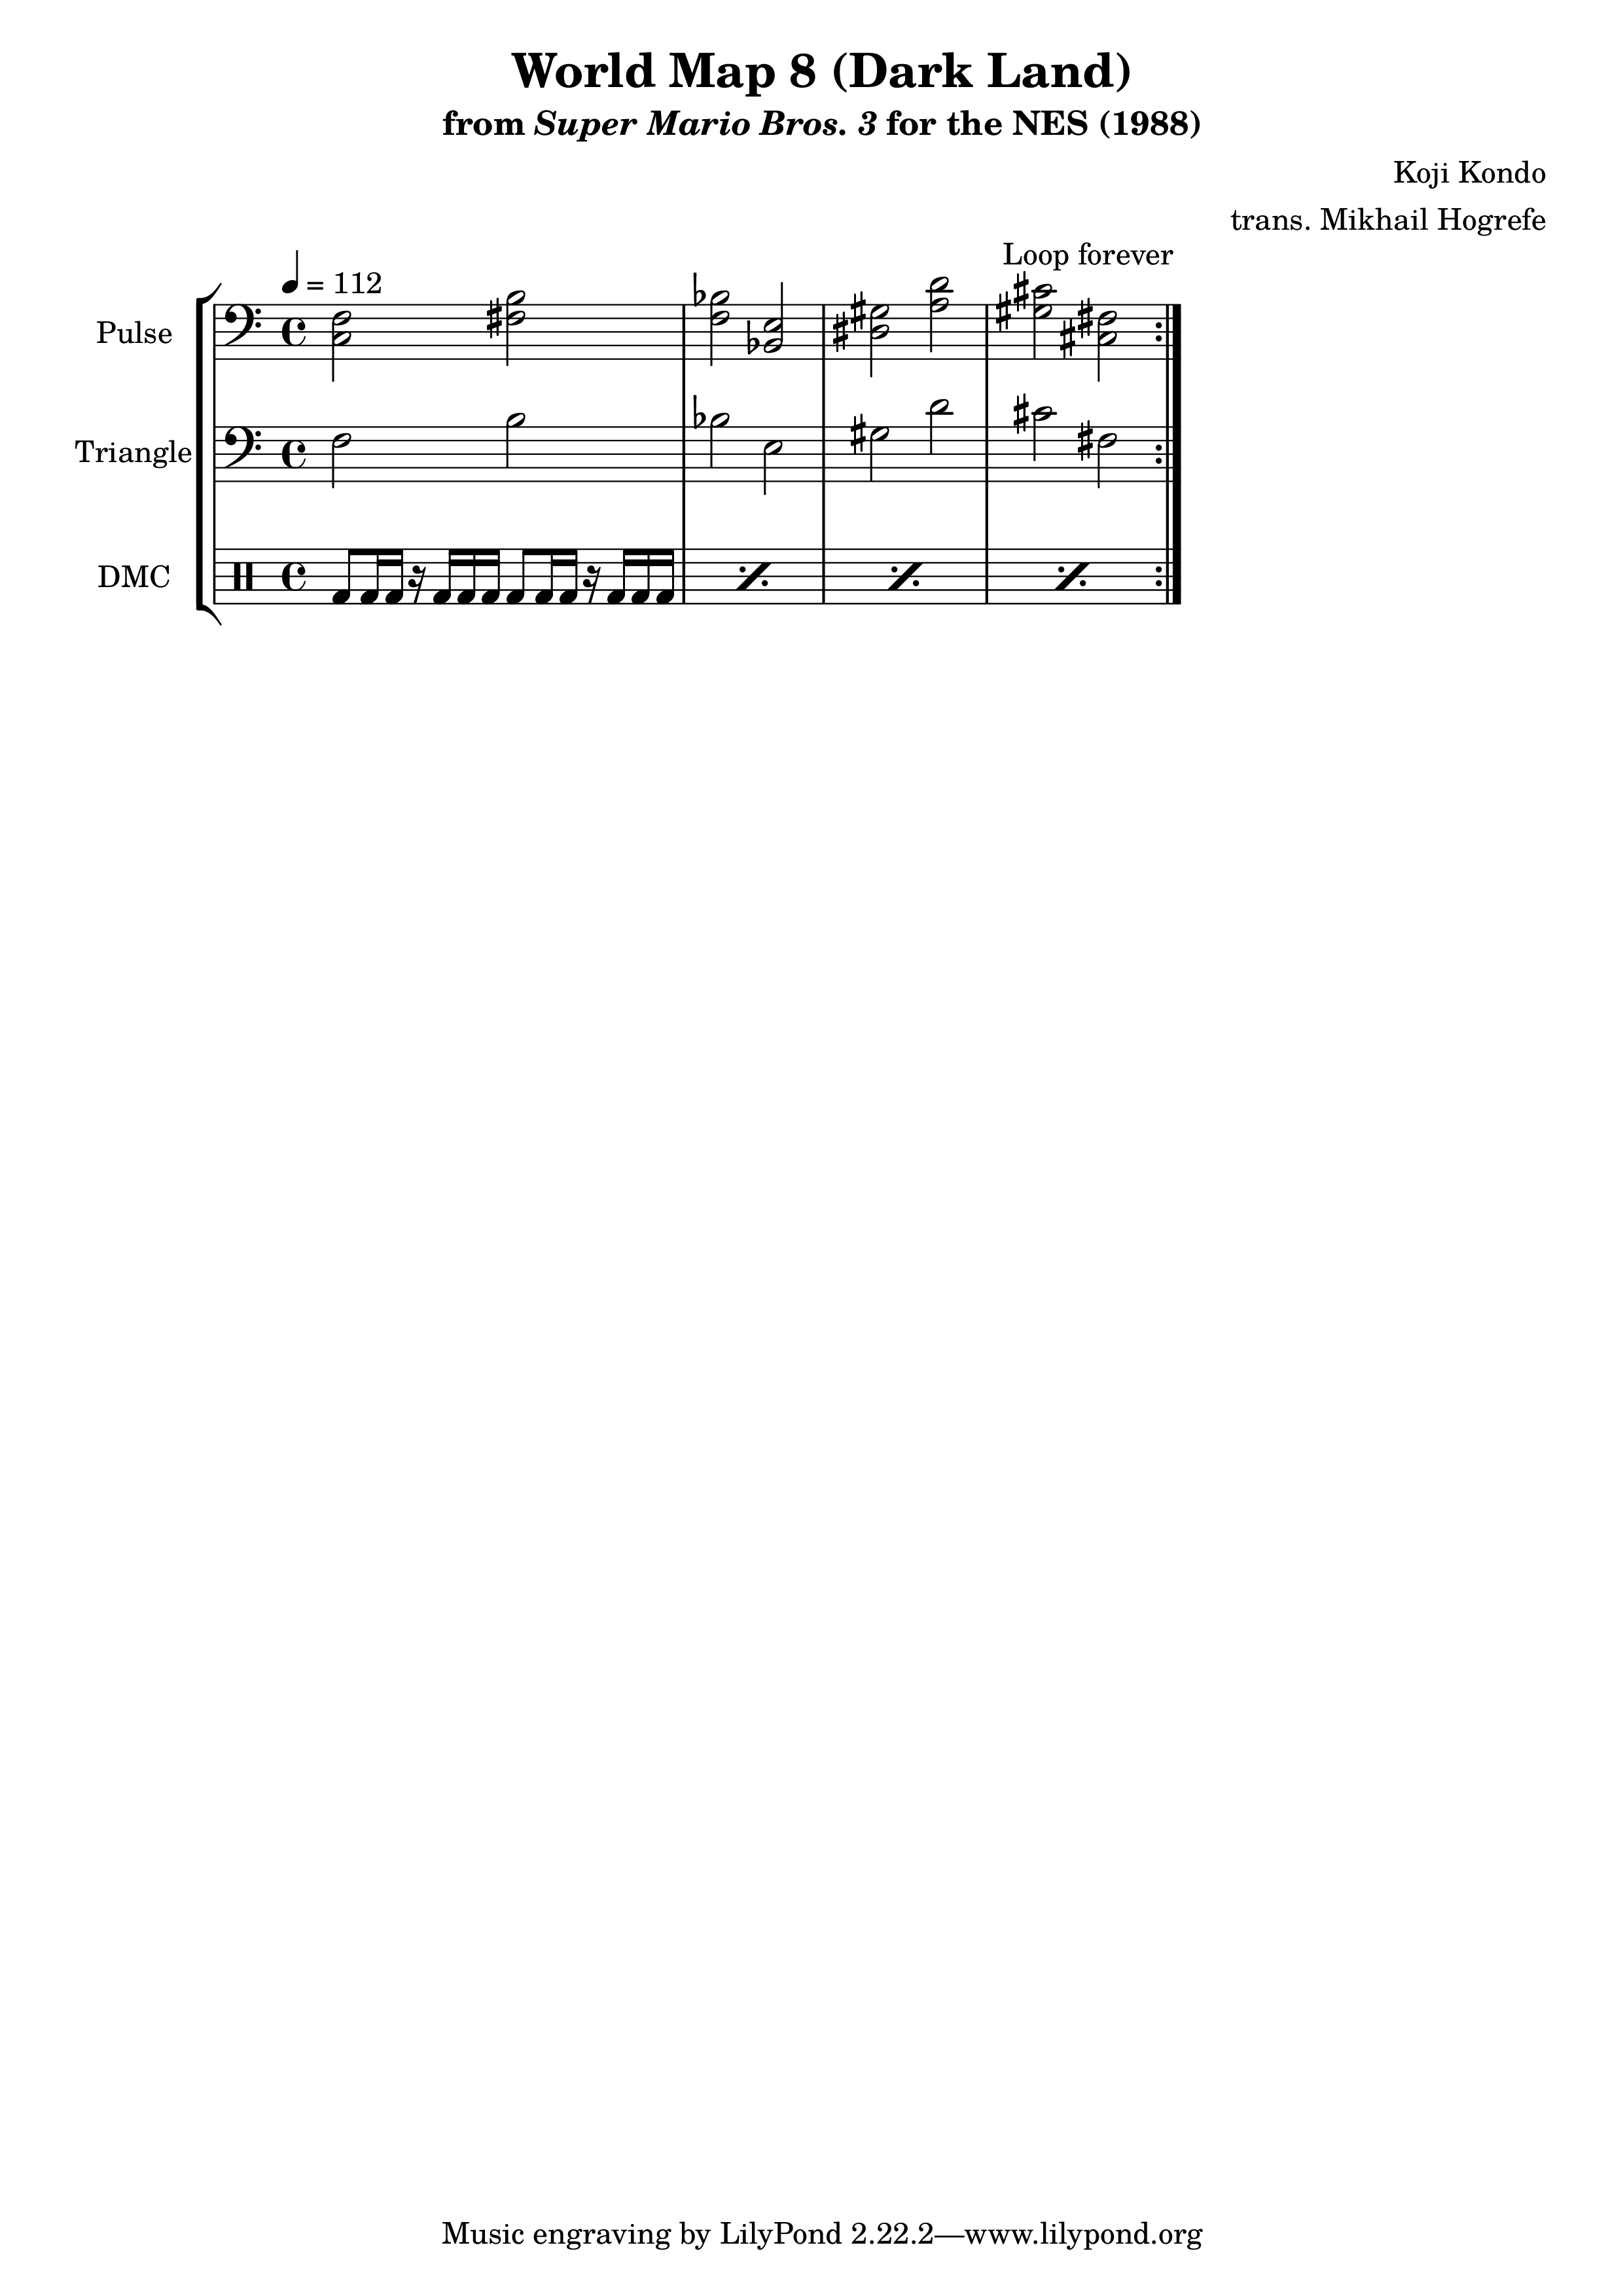 World Map 8 (Dark Land)
from Super Mario Bros. 3 for the NES (1988)
Koji Kondo
trans. Mikhail Hogrefe
Loop forever
= 112
Pulse
Triangle
DMC
Music engraving by LilyPond 2.22.2—www.lilypond.org